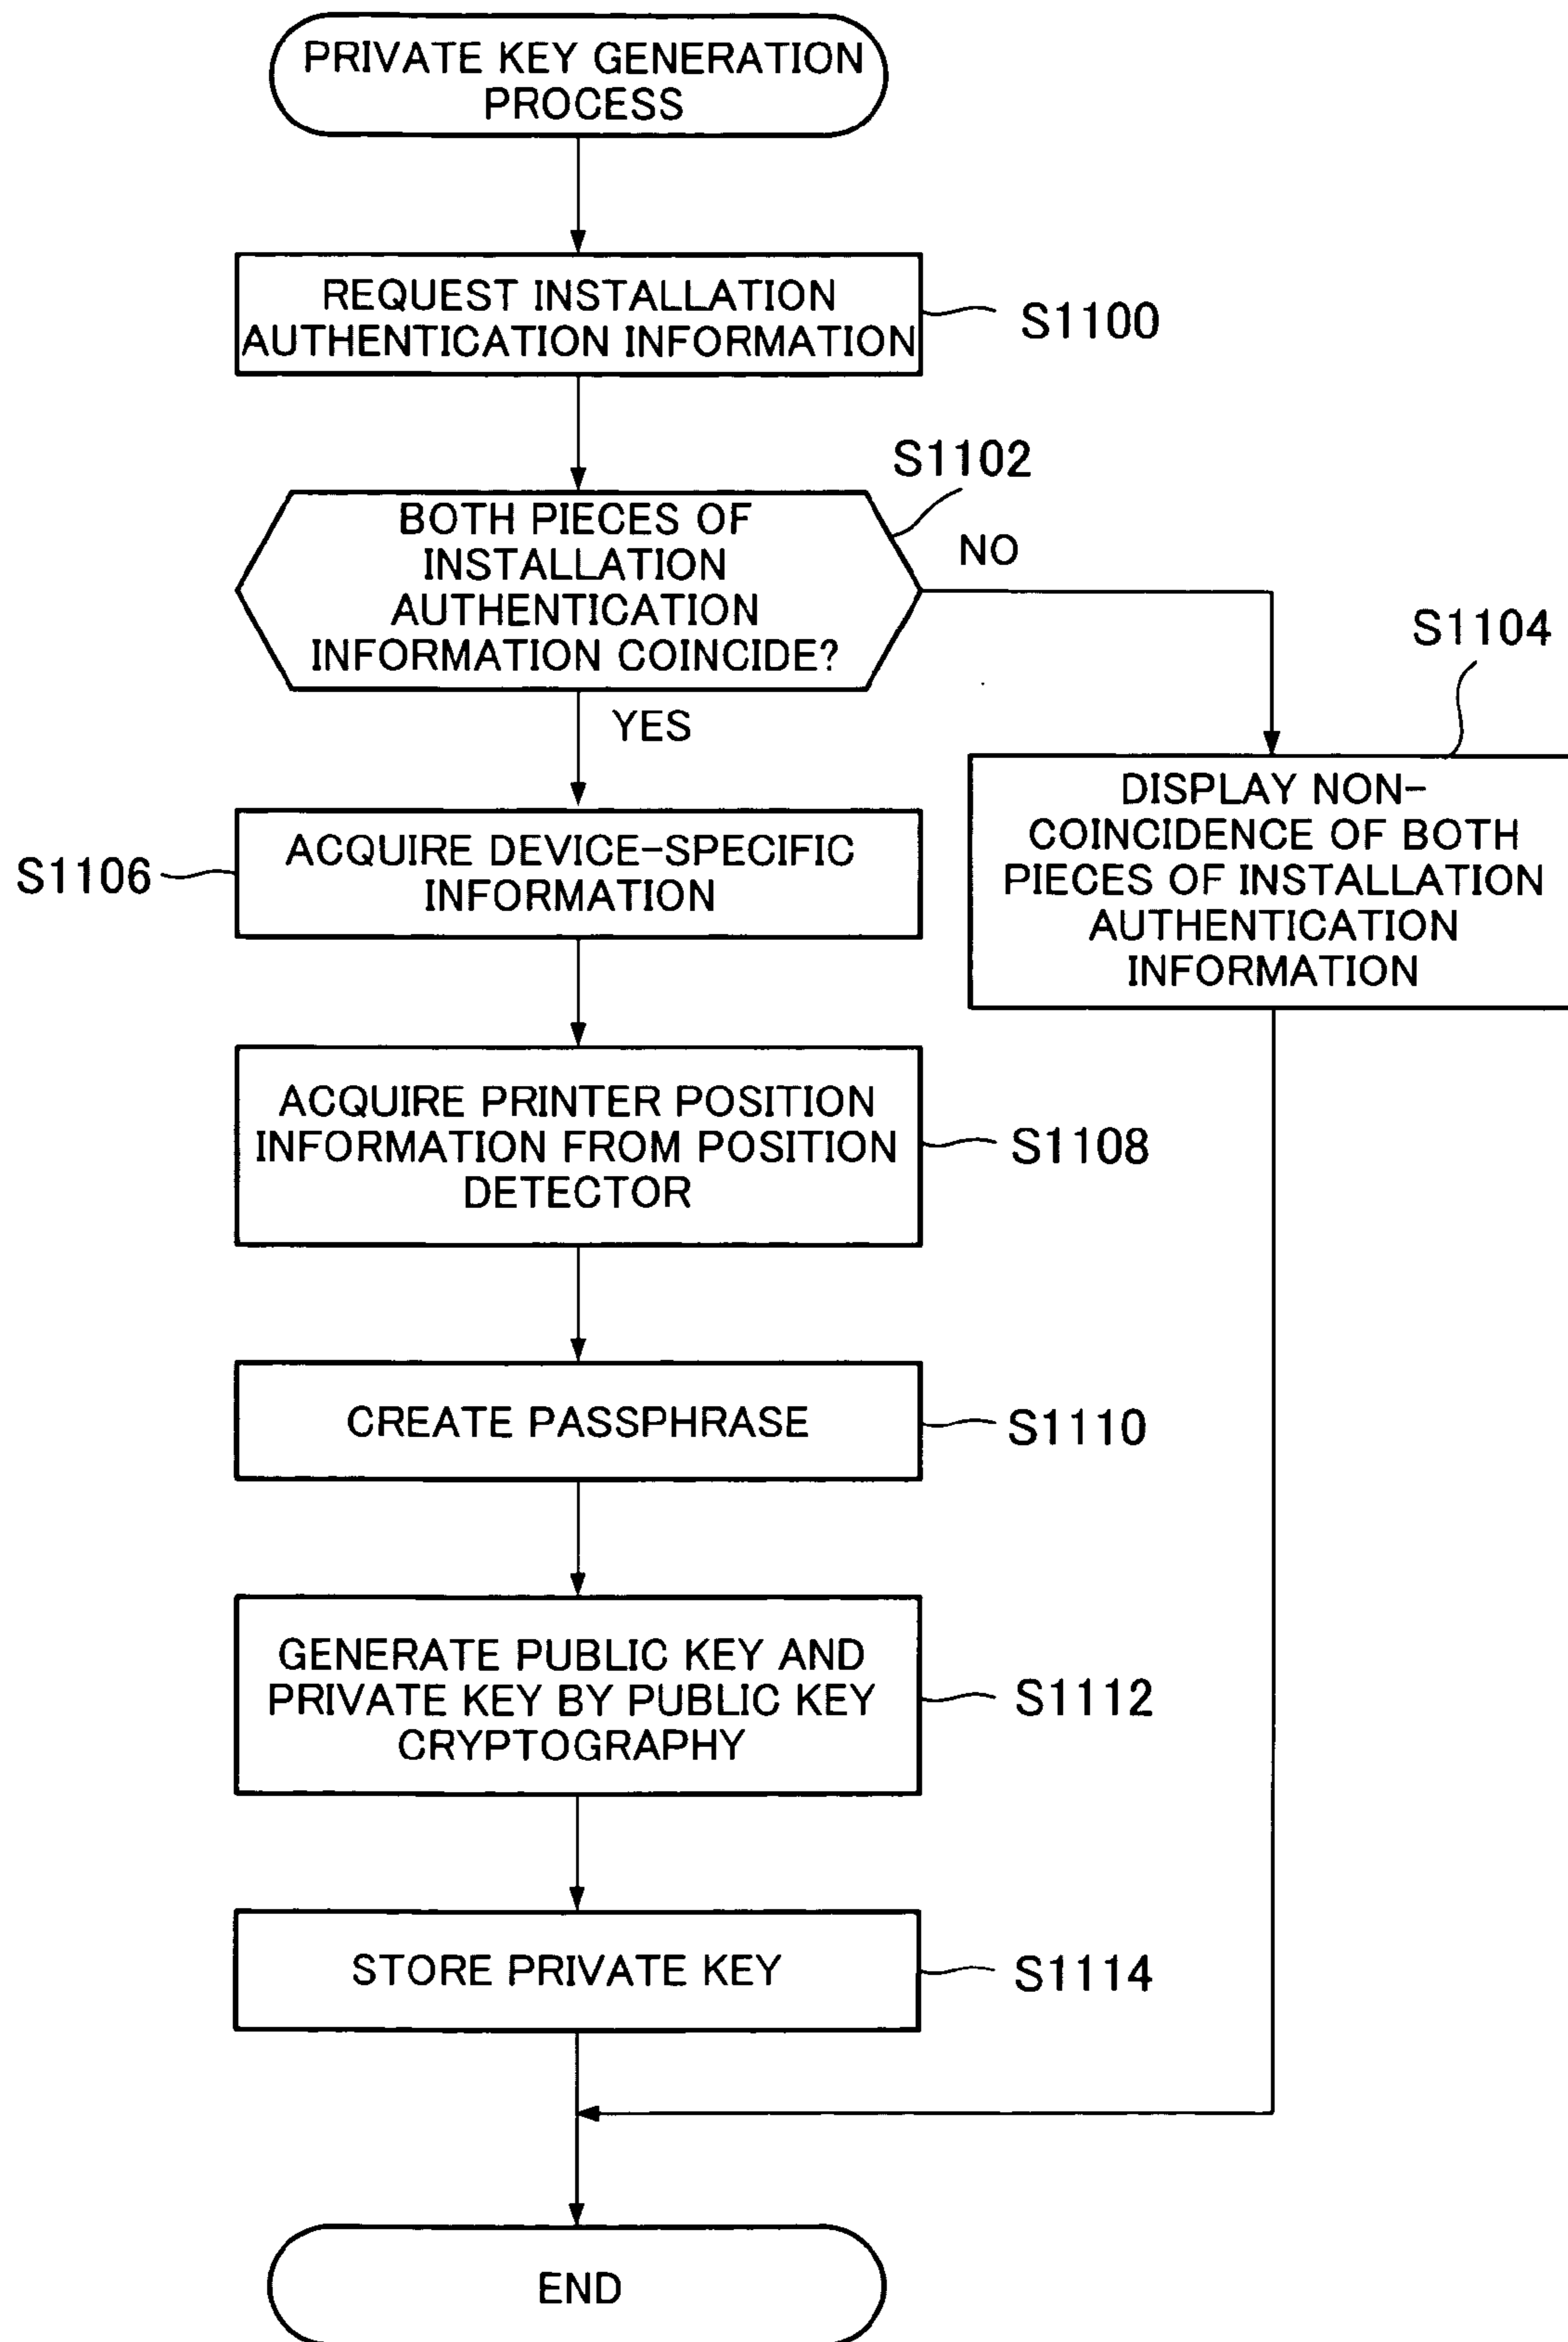 PRIVATE KEY GENERATION
PROCESS
REQUEST INSTALLATION
AUTHENTICATION INFORMATION
S1100
S1102
BOTH PIECES OF
INSTALLATION
AUTHENTICATION
INFORMATION COINCIDE?
NO
YES
S1104
DISPLAY NON-
COINCIDENCE OF BOTH
PIECES OF INSTALLATION
AUTHENTICATION
INFORMATION
S1106
ACQUIRE DEVICE-SPECIFIC
INFORMATION
ACQUIRE PRINTER POSITION
INFORMATION FROM POSITION
DETECTOR
S1108
CREATE PASSPHRASE
S1110
GENERATE PUBLIC KEY AND
PRIVATE KEY BY PUBLIC KEY
CRYPTOGRAPHY
S1112
STORE PRIVATE KEY
S1114
END